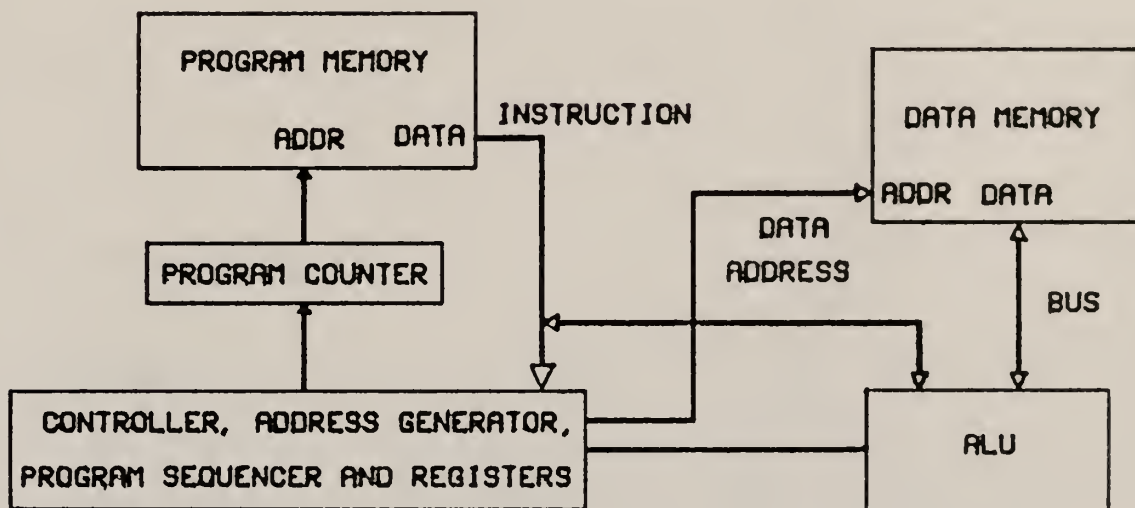 PROGRAM MEMORY
ADDR DATA
INSTRUCTION
DATA MEMORY
ADDR DATA
DATA
ADDRESS
PROGRAM COUNTER
BUS
CONTROLLER, ADDRESS GENERATOR,
PROGRAM SEQUENCER AND REGISTERS
ALU